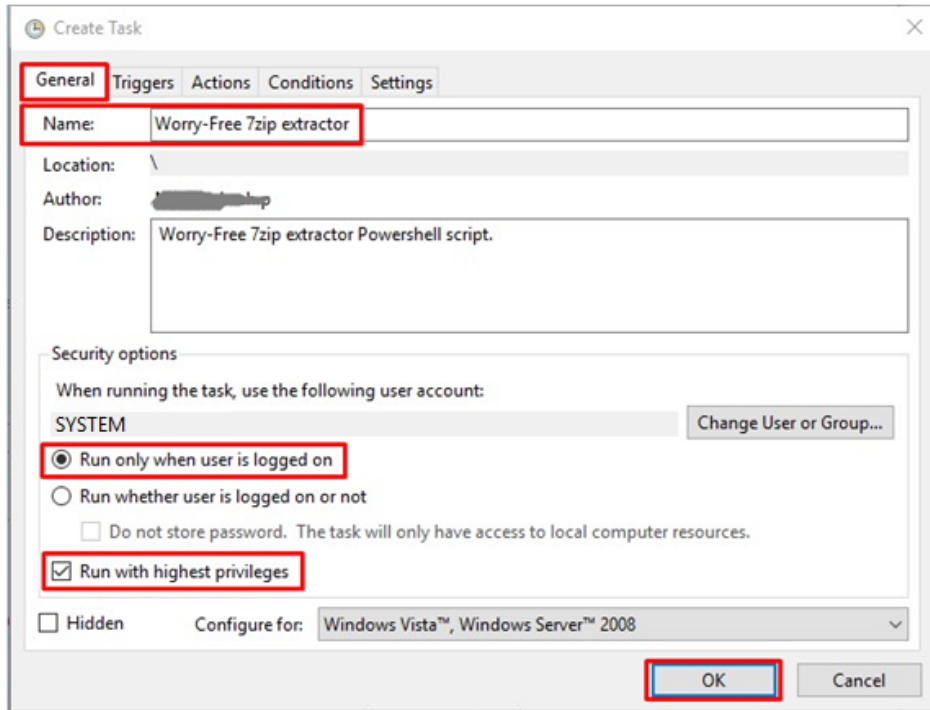 Create Task
General Triggers Actions Conditions Settings
Name: Worry-Free 7zip extractor
Location: \
Author:
Description: Worry-Free 7zip extractor Powershell script.
Security options
When running the task, use the following user account:
SYSTEM Change User or Group...
Run only when user is logged on
Run whether user is logged on or not
Do not store password. The task will only have access to local computer resources.
Run with highest privileges
Hidden Configure for: Windows Vista™, Windows Server™ 2008
OK Cancel